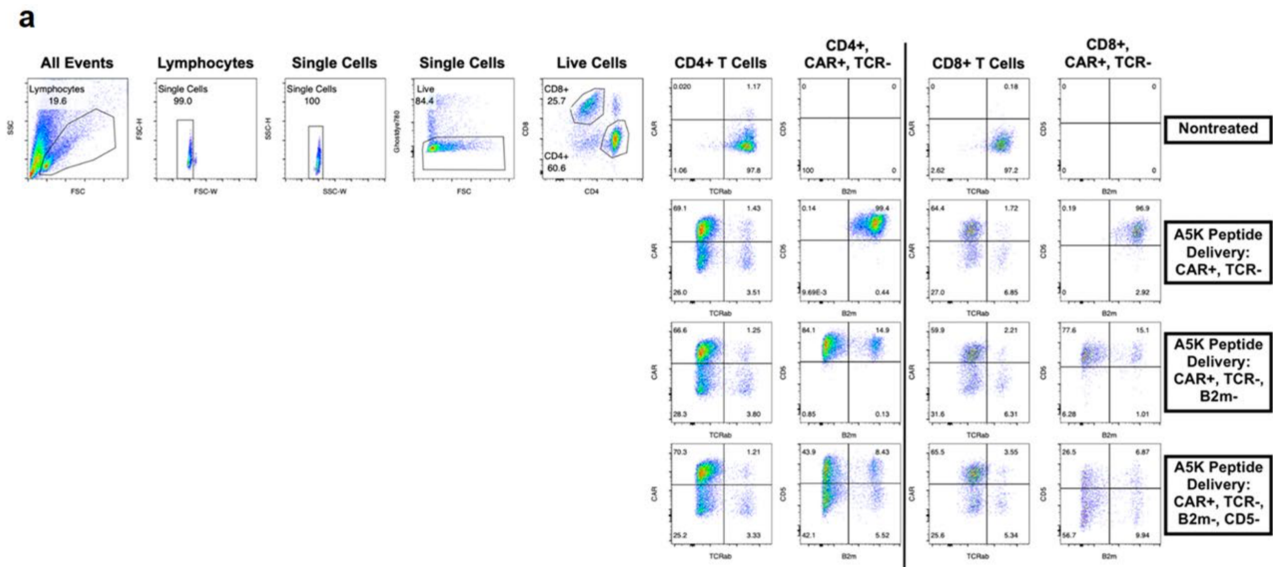 a
All Events
Lymphocytes
Single Cells
Single Cells
Live Cells
CD4+ T Cells
CD4+,
CAR+, TCR-
CD8+ T Cells
CD8+,
CAR+, TCR-
Lymphocytes
19.6
SSC
FSC
Single Cells
99.0
FSC-H
FSC-W
Single Cells
100
SSC-H
SSC-W
Live
84.4
Ghostdye780
FSC
CD8+
25.7
CD4+
60.6
CD8
CD4
0.020
1.17
1.06
97.8
CAR
TCRab
0
0
100
0
CD5
B2m
0
0.18
2.62
97.2
CAR
TCRab
0
0
0
0
CD5
B2m
Nontreated
69.1
1.43
26.0
3.51
CAR
TCRab
0.14
99.4
9.69E-3
0.44
CD5
B2m
64.4
1.72
27.0
6.85
CAR
TCRab
0.19
96.9
0
2.92
CD5
B2m
A5K Peptide
Delivery:
CAR+, TCR-
66.6
1.25
28.3
3.80
CAR
TCRab
84.1
14.9
0.85
0.13
CD5
B2m
59.9
2.21
31.6
6.31
CAR
TCRab
77.6
15.1
6.28
1.01
CD5
B2m
A5K Peptide
Delivery:
CAR+, TCR-,
B2m-
70.3
1.21
25.2
3.33
CAR
TCRab
43.9
8.43
42.1
5.52
CD5
B2m
65.5
3.55
25.6
5.34
CAR
TCRab
26.5
6.87
56.7
9.94
CD5
B2m
A5K Peptide
Delivery:
CAR+, TCR-,
B2m-, CD5-